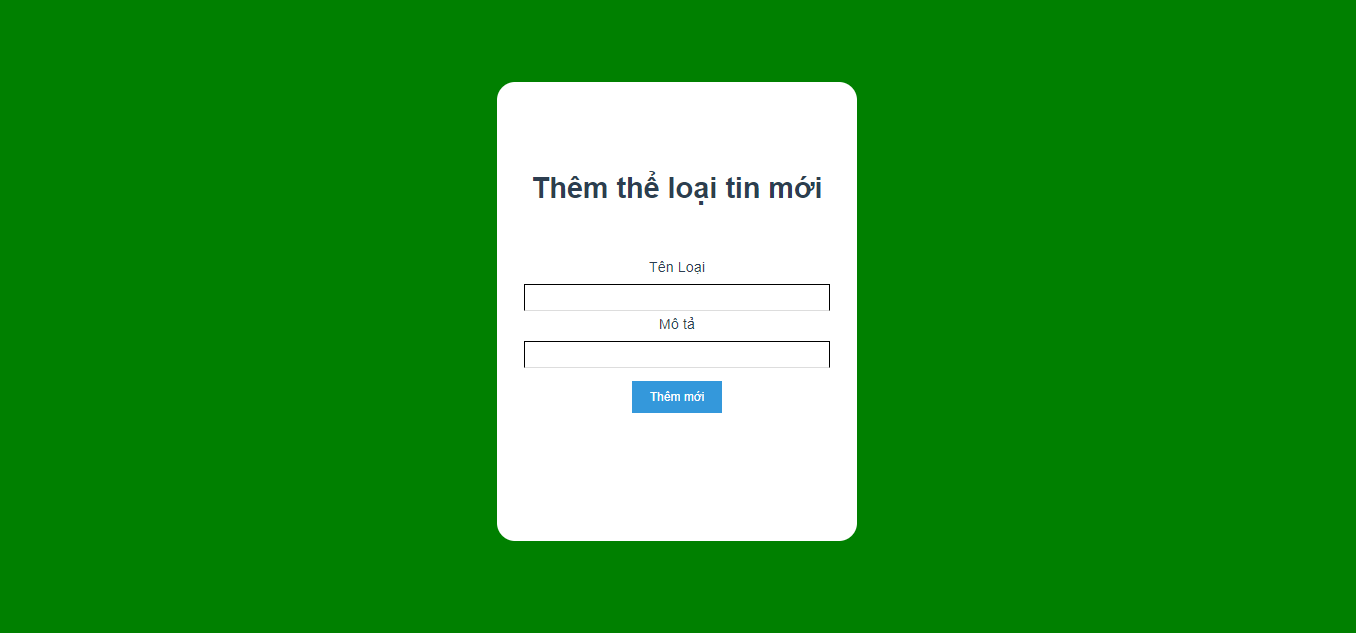 Thêm thể loại tin mới
Tên Loại
Mô tả
Thêm mới